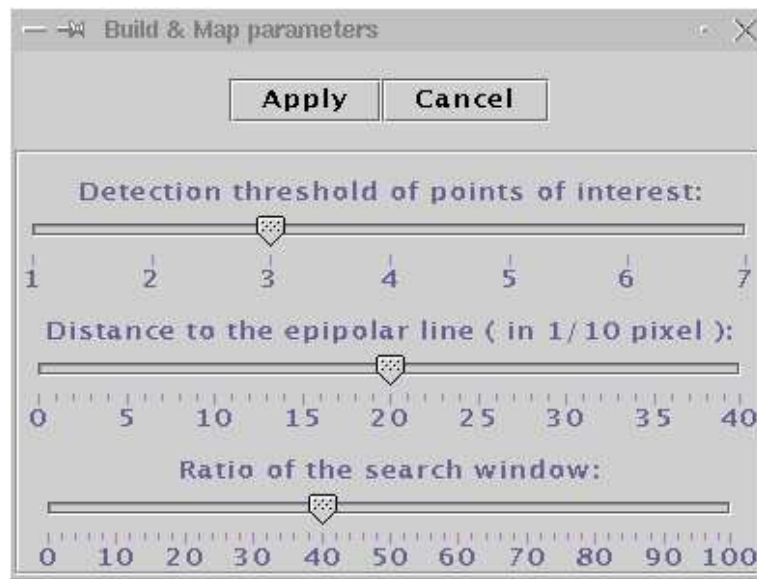 Build & Map parameters
Apply Cancel
Detection threshold of points of interest:
1 2 3 4 5 6 7
Distance to the epipolar line ( in 1/10 pixel ):
0 5 10 15 20 25 30 35 40
Ratio of the search window:
0 10 20 30 40 50 60 70 80 90 100